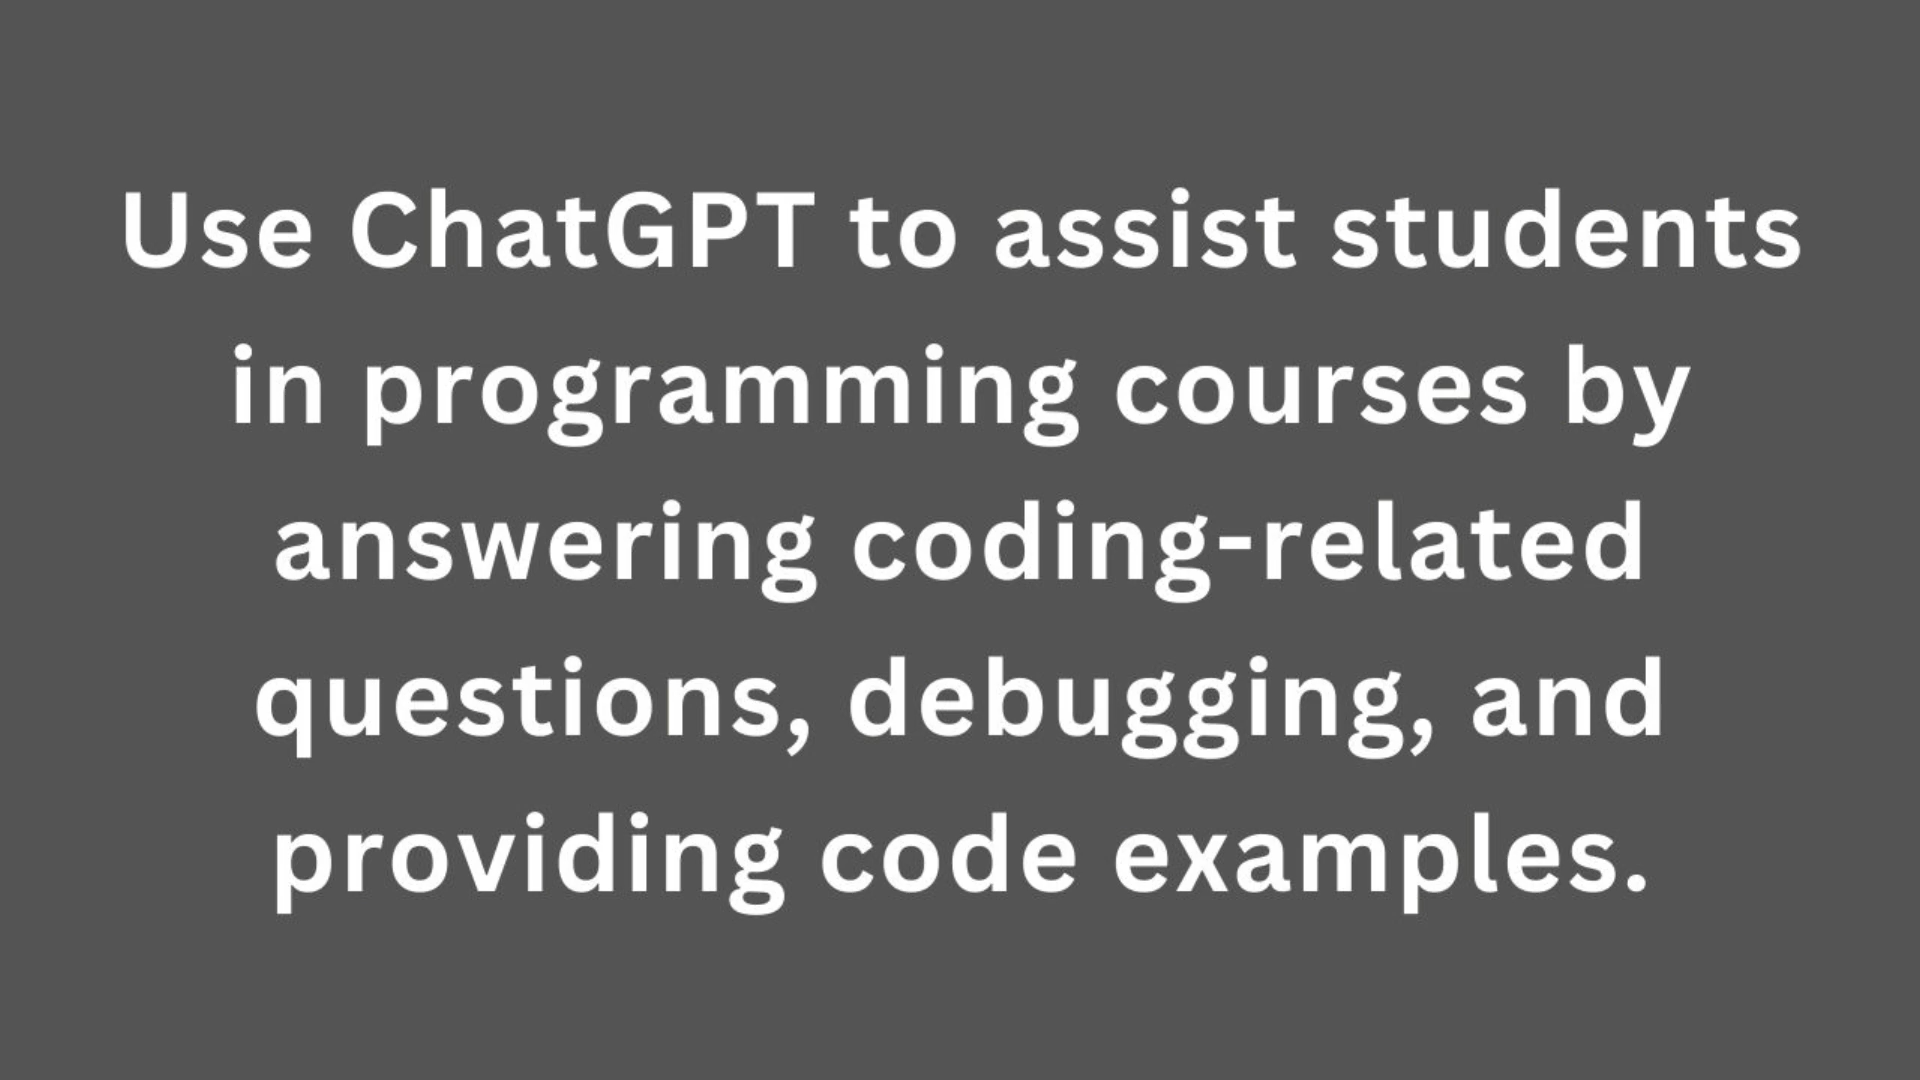 Use ChatGPT to assist students
in programming courses by
answering coding-related
questions, debugging, and
providing code examples.